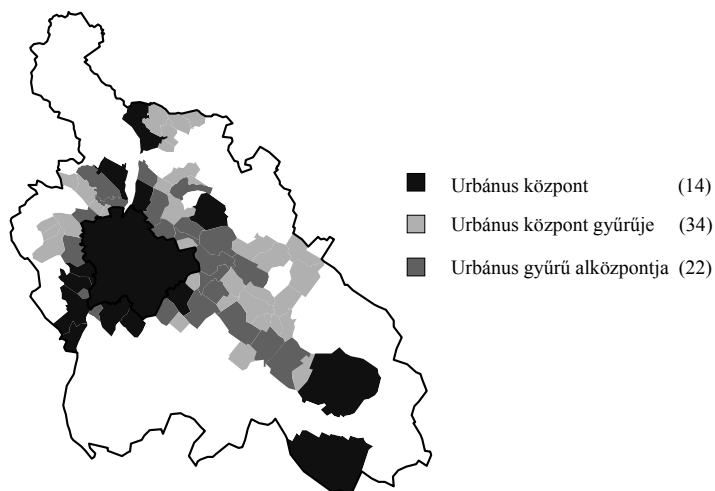 Urbánus központ (14)
Urbánus központ gyűrűje (34)
Urbánus gyűrű alközpontja (22)